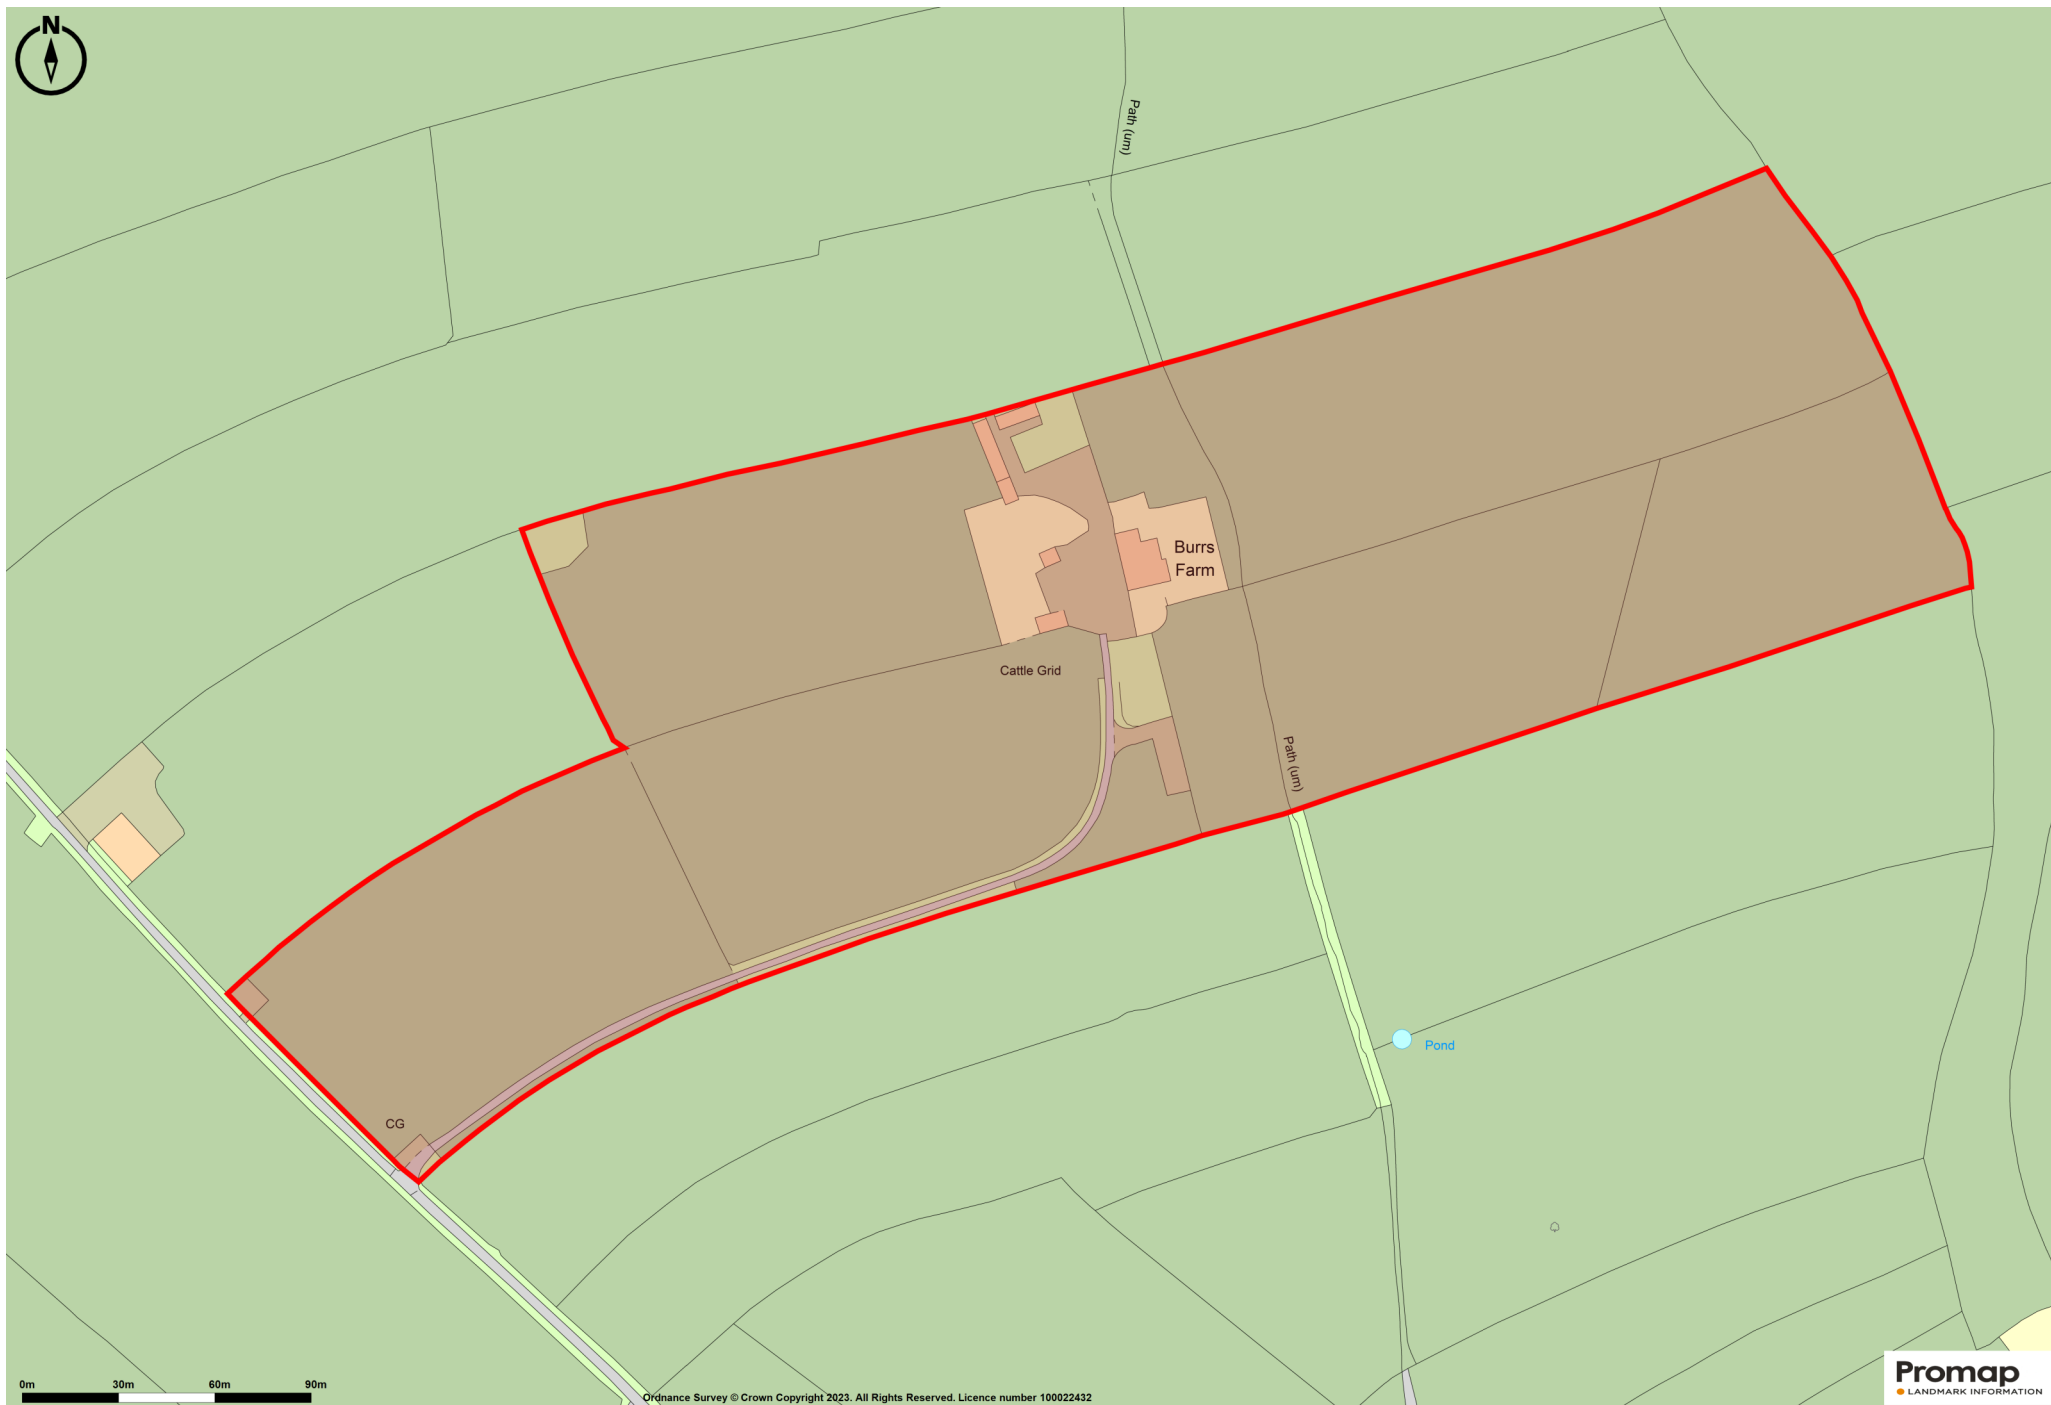 N
Path (um)
Burrs
Farm
Cattle Grid
Path (um)
Pond
CG
0m 30m 60m 90m
Ordnance Survey © Crown Copyright 2023. All Rights Reserved. Licence number 100022432
Promap
LANDMARK INFORMATION